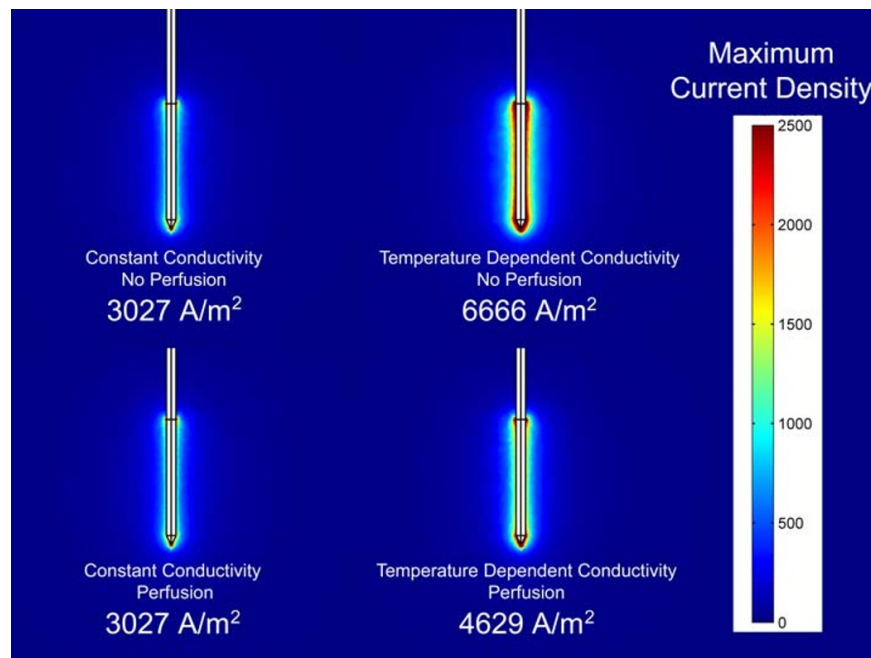 Maximum
Current Density
2500
2000
1500
1000
500
0
Constant Conductivity
No Perfusion
3027 A/m²
Temperature Dependent Conductivity
No Perfusion
6666 A/m²
Constant Conductivity
Perfusion
3027 A/m²
Temperature Dependent Conductivity
Perfusion
4629 A/m²